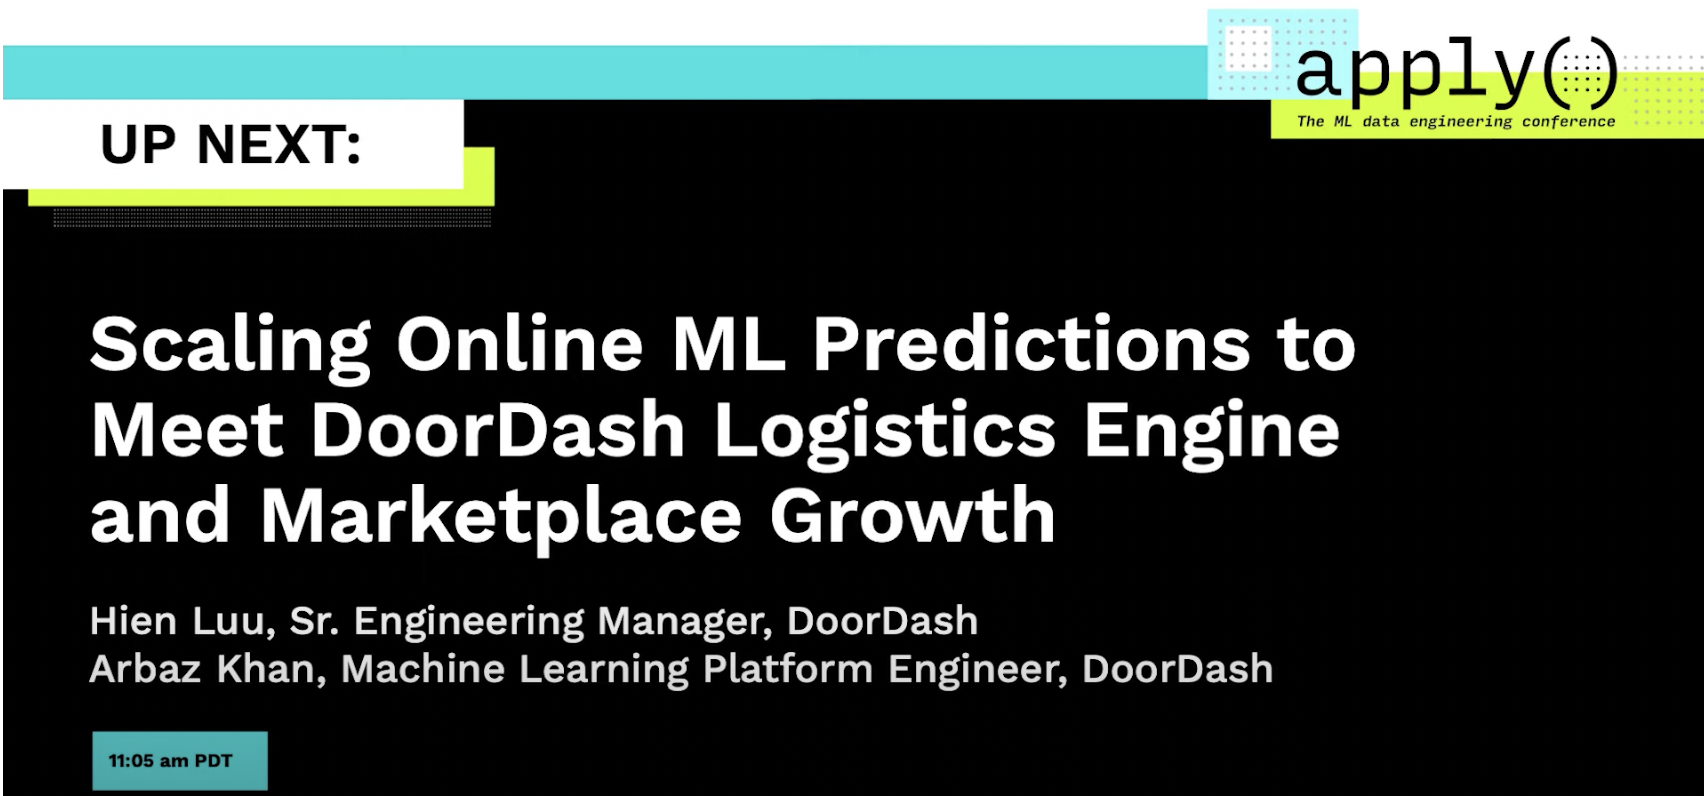 apply()
The ML data engineering conference
UP NEXT:
Scaling Online ML Predictions to
Meet DoorDash Logistics Engine
and Marketplace Growth
Hien Luu, Sr. Engineering Manager, DoorDash
Arbaz Khan, Machine Learning Platform Engineer, DoorDash
11:05 am PDT